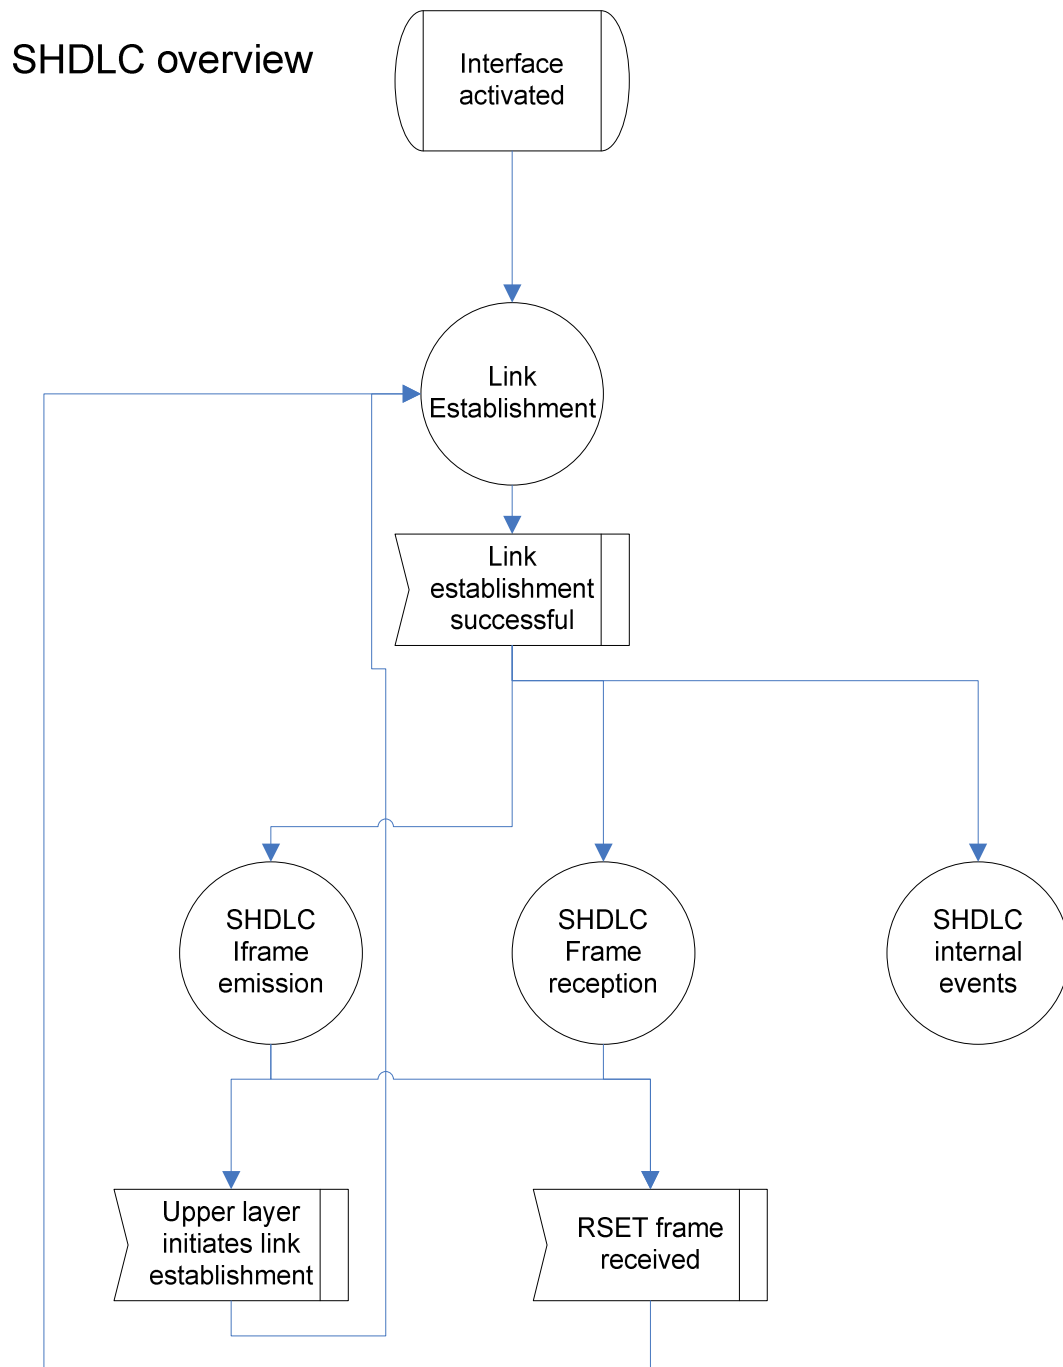 SHDLC overview
Interface
activated
Link
Establishment
Link
establishment
successful
SHDLC
Iframe
emission
SHDLC
Frame
reception
SHDLC
internal
events
Upper layer
initiates link
establishment
RSET frame
received